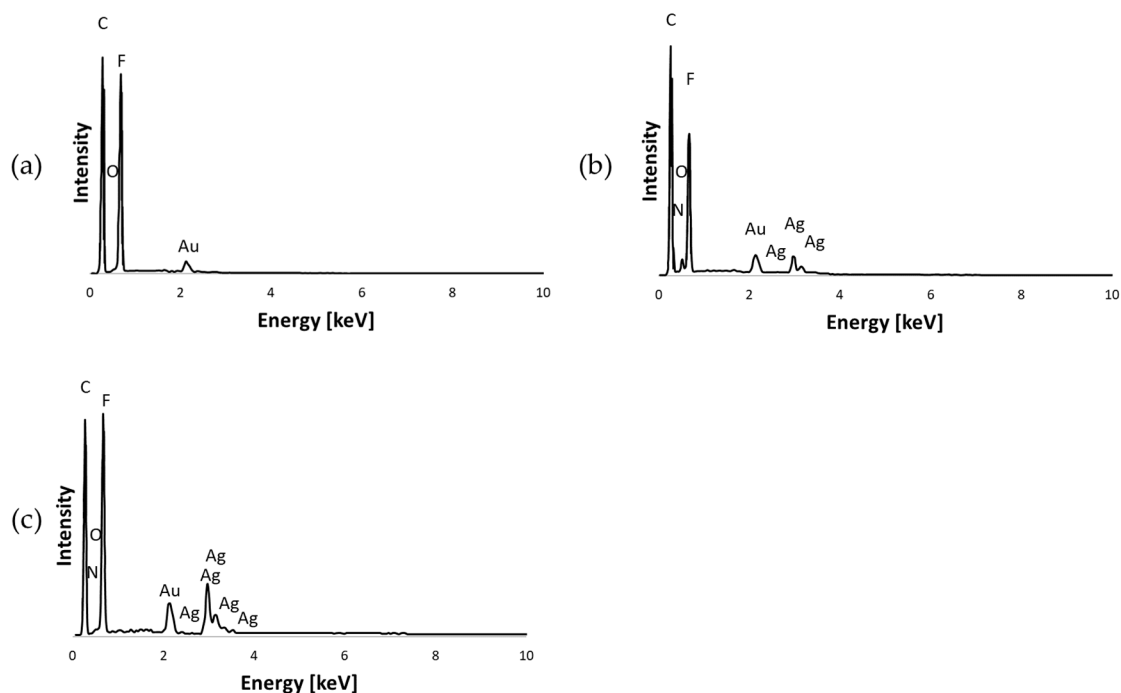 (a)
C
F
O
Au
Intensity
0 2 4 6 8 10
Energy [keV]
(b)
C
F
O
N
Au
Ag
Ag
Ag
Intensity
0 2 4 6 8 10
Energy [keV]
(c)
C
F
O
N
Au
Ag
Ag
Ag
Ag
Ag
Intensity
0 2 4 6 8 10
Energy [keV]